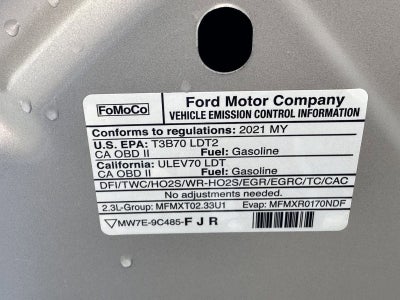 FoMoCo
Ford Motor Company
VEHICLE EMISSION CONTROL INFORMATION
Conforms to regulations: 2021 MY
U.S. EPA: T3B70 LDT2
CA OBD II Fuel: Gasoline
California: ULEV70 LDT
CA OBD II Fuel: Gasoline
DFI/TWC/HO2S/WR-HO2S/EGR/EGRC/TC/CAC
No adjustments needed.
2.3L-Group: MFMXT02.33U1 Evap: MFMXR0170NDF
MW7E-9C485-FJR